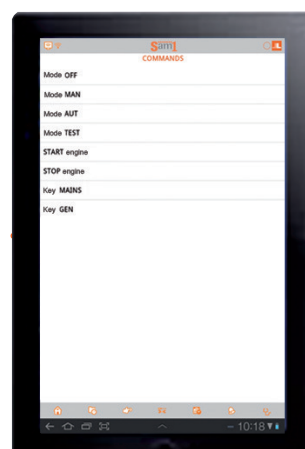 Sam1
COMMANDS
Mode OFF
Mode MAN
Mode AUT
Mode TEST
START engine
STOP engine
Key MAINS
Key GEN
10:18